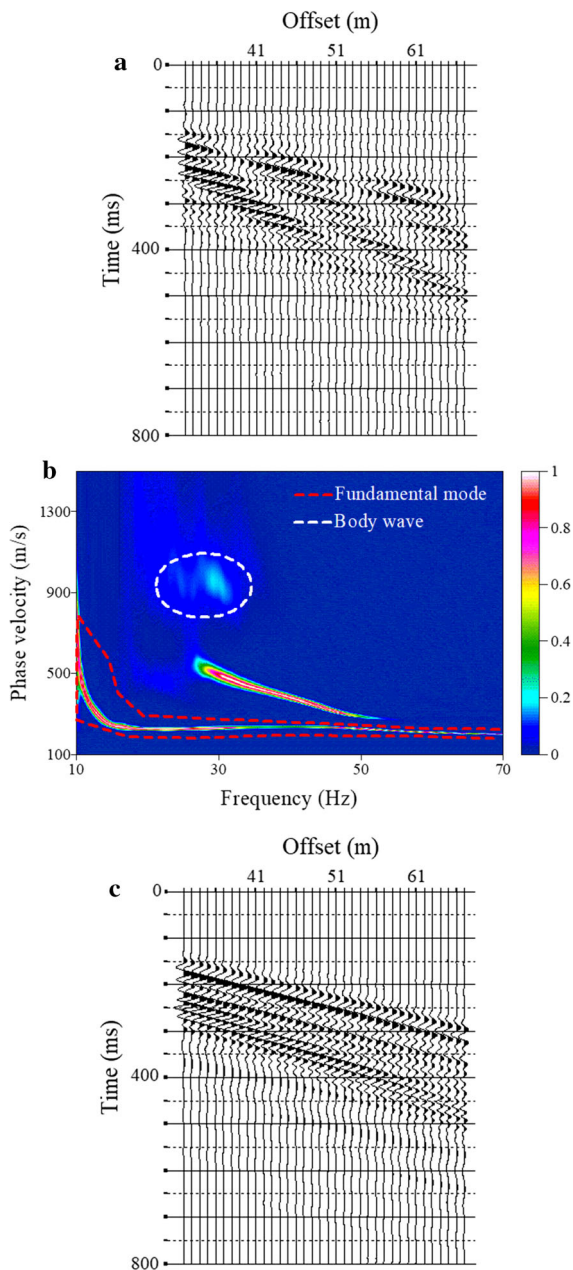 Offset (m)
a
41 51 61
0
Time (ms)
400
800
b
1300
900
500
100
Phase velocity (m/s)
Fundamental mode
Body wave
10 30 50 70
Frequency (Hz)
1
0.8
0.6
0.4
0.2
0
Offset (m)
c
41 51 61
0
Time (ms)
400
800